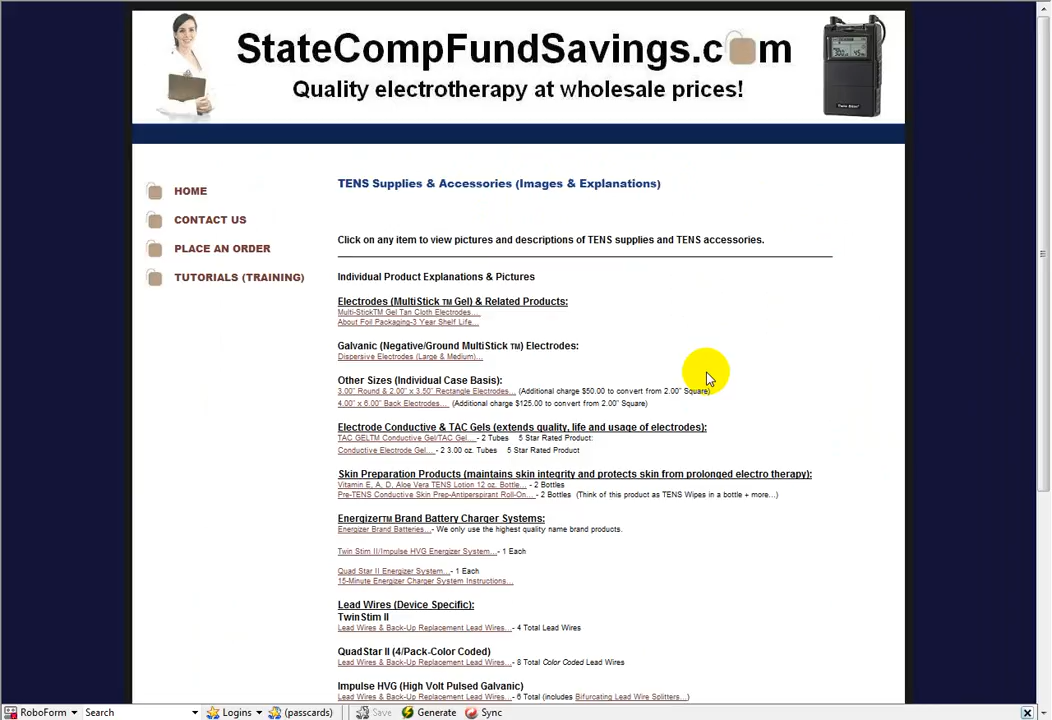 StateCompFundSavings.com
Quality electrotherapy at wholesale prices!
HOME
CONTACT US
PLACE AN ORDER
TUTORIALS (TRAINING)
TENS Supplies & Accessories (Images & Explanations)
Click on any item to view pictures and descriptions of TENS supplies and TENS accessories.
Individual Product Explanations & Pictures
Electrodes (MultiStick TM Gel) & Related Products:
Multi-StickTM Gel Tan Cloth Electrodes....
About Foil Packaging-3 Year Shelf Life...
Galvanic (Negative/Ground MultiStick TM) Electrodes:
Dispersive Electrodes (Large & Medium)...
Other Sizes (Individual Case Basis):
3.00" Round & 2.00" x 3.50" Rectangle Electrodes... (Additional charge $50.00 to convert from 2.00" Square)
4.00" x 6.00" Back Electrodes... (Additional charge $125.00 to convert from 2.00" Square)
Electrode Conductive & TAC Gels (extends quality, life and usage of electrodes):
TAC GELTM Conductive Gel/TAC Gel... - 2 Tubes 5 Star Rated Product:
Conductive Electrode Gel... - 2 3.00 oz. Tubes 5 Star Rated Product
Skin Preparation Products (maintains skin integrity and protects skin from prolonged electro therapy):
Vitamin E, A, D, Aloe Vera TENS Lotion 12 oz. Bottle... - 2 Bottles
Pre-TENS Conductive Skin Prep-Antiperspirant Roll-On... - 2 Bottles (Think of this product as TENS Wipes in a bottle + more...)
EnergizerTM Brand Battery Charger Systems:
Energizer Brand Batteries... - We only use the highest quality name brand products.
Twin Stim II/Impulse HVG Energizer System... - 1 Each
Quad Star II Energizer System... - 1 Each
15-Minute Energizer Charger System Instructions...
Lead Wires (Device Specific):
TwinStim II
Lead Wires & Back-Up Replacement Lead Wires... - 4 Total Lead Wires
QuadStar II (4/Pack-Color Coded)
Lead Wires & Back-Up Replacement Lead Wires... - 8 Total Color Coded Lead Wires
Impulse HVG (High Volt Pulsed Galvanic)
Lead Wires & Back-Up Replacement Lead Wires... - 6 Total (includes Bifurcating Lead Wire Splitters...)
RoboForm Search Logins (passcards) Save Generate Sync